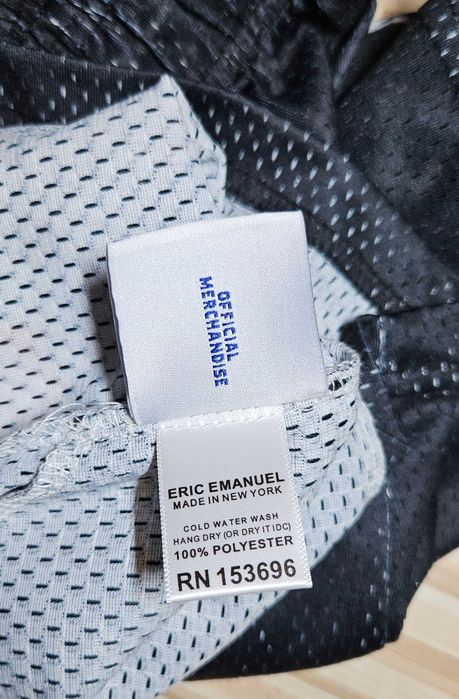 OFFICIAL
MERCHANDISE
ERIC EMANUEL
MADE IN NEW YORK
COLD WATER WASH
HANG DRY (OR DRY IT IDC)
100% POLYESTER
RN 153696